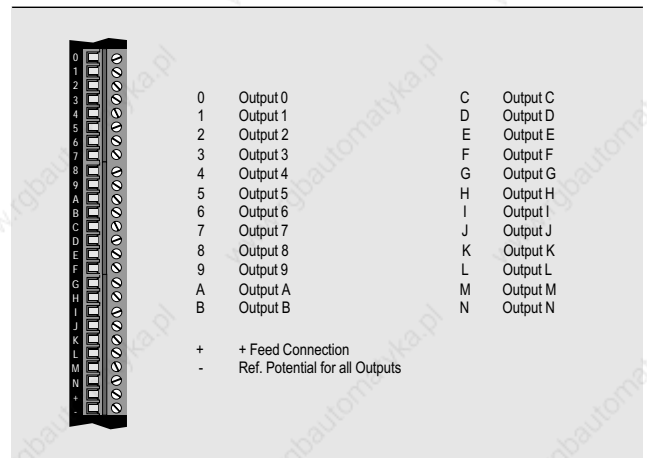 0
1
2
3
4
5
6
7
8
9
A
B
C
D
E
F
G
H
I
J
K
L
M
N
+
-
0 Output 0
1 Output 1
2 Output 2
3 Output 3
4 Output 4
5 Output 5
6 Output 6
7 Output 7
8 Output 8
9 Output 9
A Output A
B Output B
+ + Feed Connection
- Ref. Potential for all Outputs
C Output C
D Output D
E Output E
F Output F
G Output G
H Output H
I Output I
J Output J
K Output K
L Output L
M Output M
N Output N